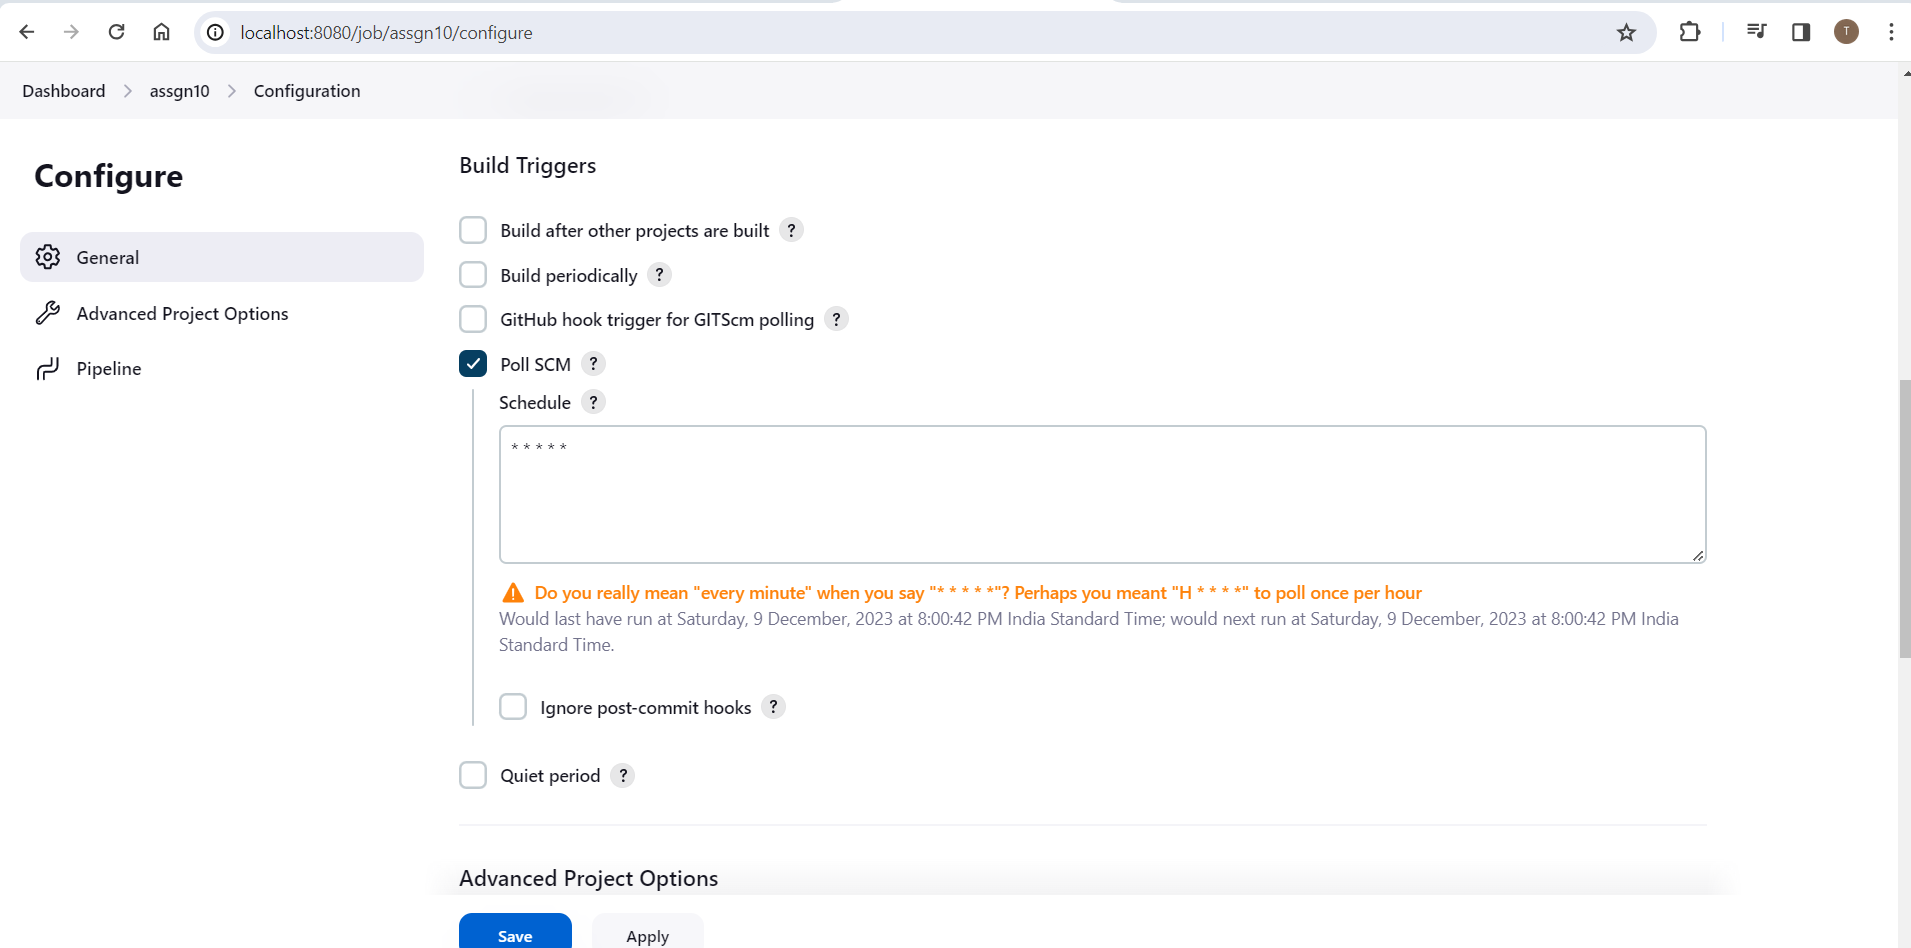 localhost:8080/job/assgn10/configure
T
Dashboard > assgn10 > Configuration
Configure
General
Advanced Project Options
Pipeline
Build Triggers
Build after other projects are built ?
Build periodically ?
GitHub hook trigger for GITScm polling ?
Poll SCM ?
Schedule ?
* * * * *
Do you really mean "every minute" when you say "* * * * *"? Perhaps you meant "H * * * *" to poll once per hour
Would last have run at Saturday, 9 December, 2023 at 8:00:42 PM India Standard Time; would next run at Saturday, 9 December, 2023 at 8:00:42 PM India
Standard Time.
Ignore post-commit hooks ?
Quiet period ?
Advanced Project Options
Save
Apply